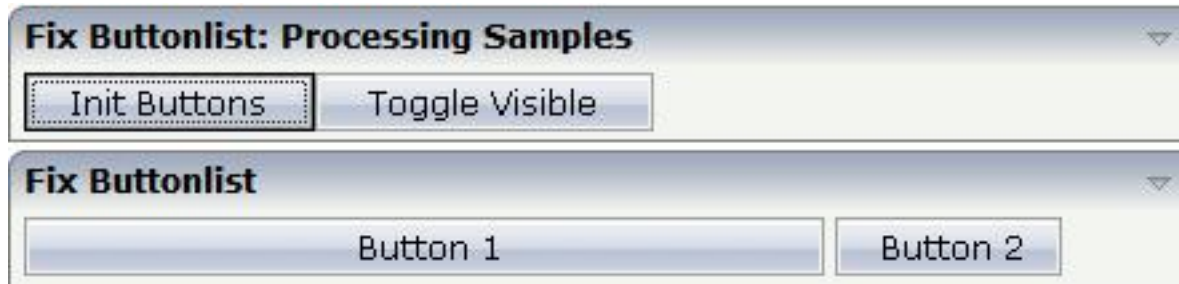 Fix Buttonlist: Processing Samples
Init Buttons Toggle Visible
Fix Buttonlist
Button 1 Button 2